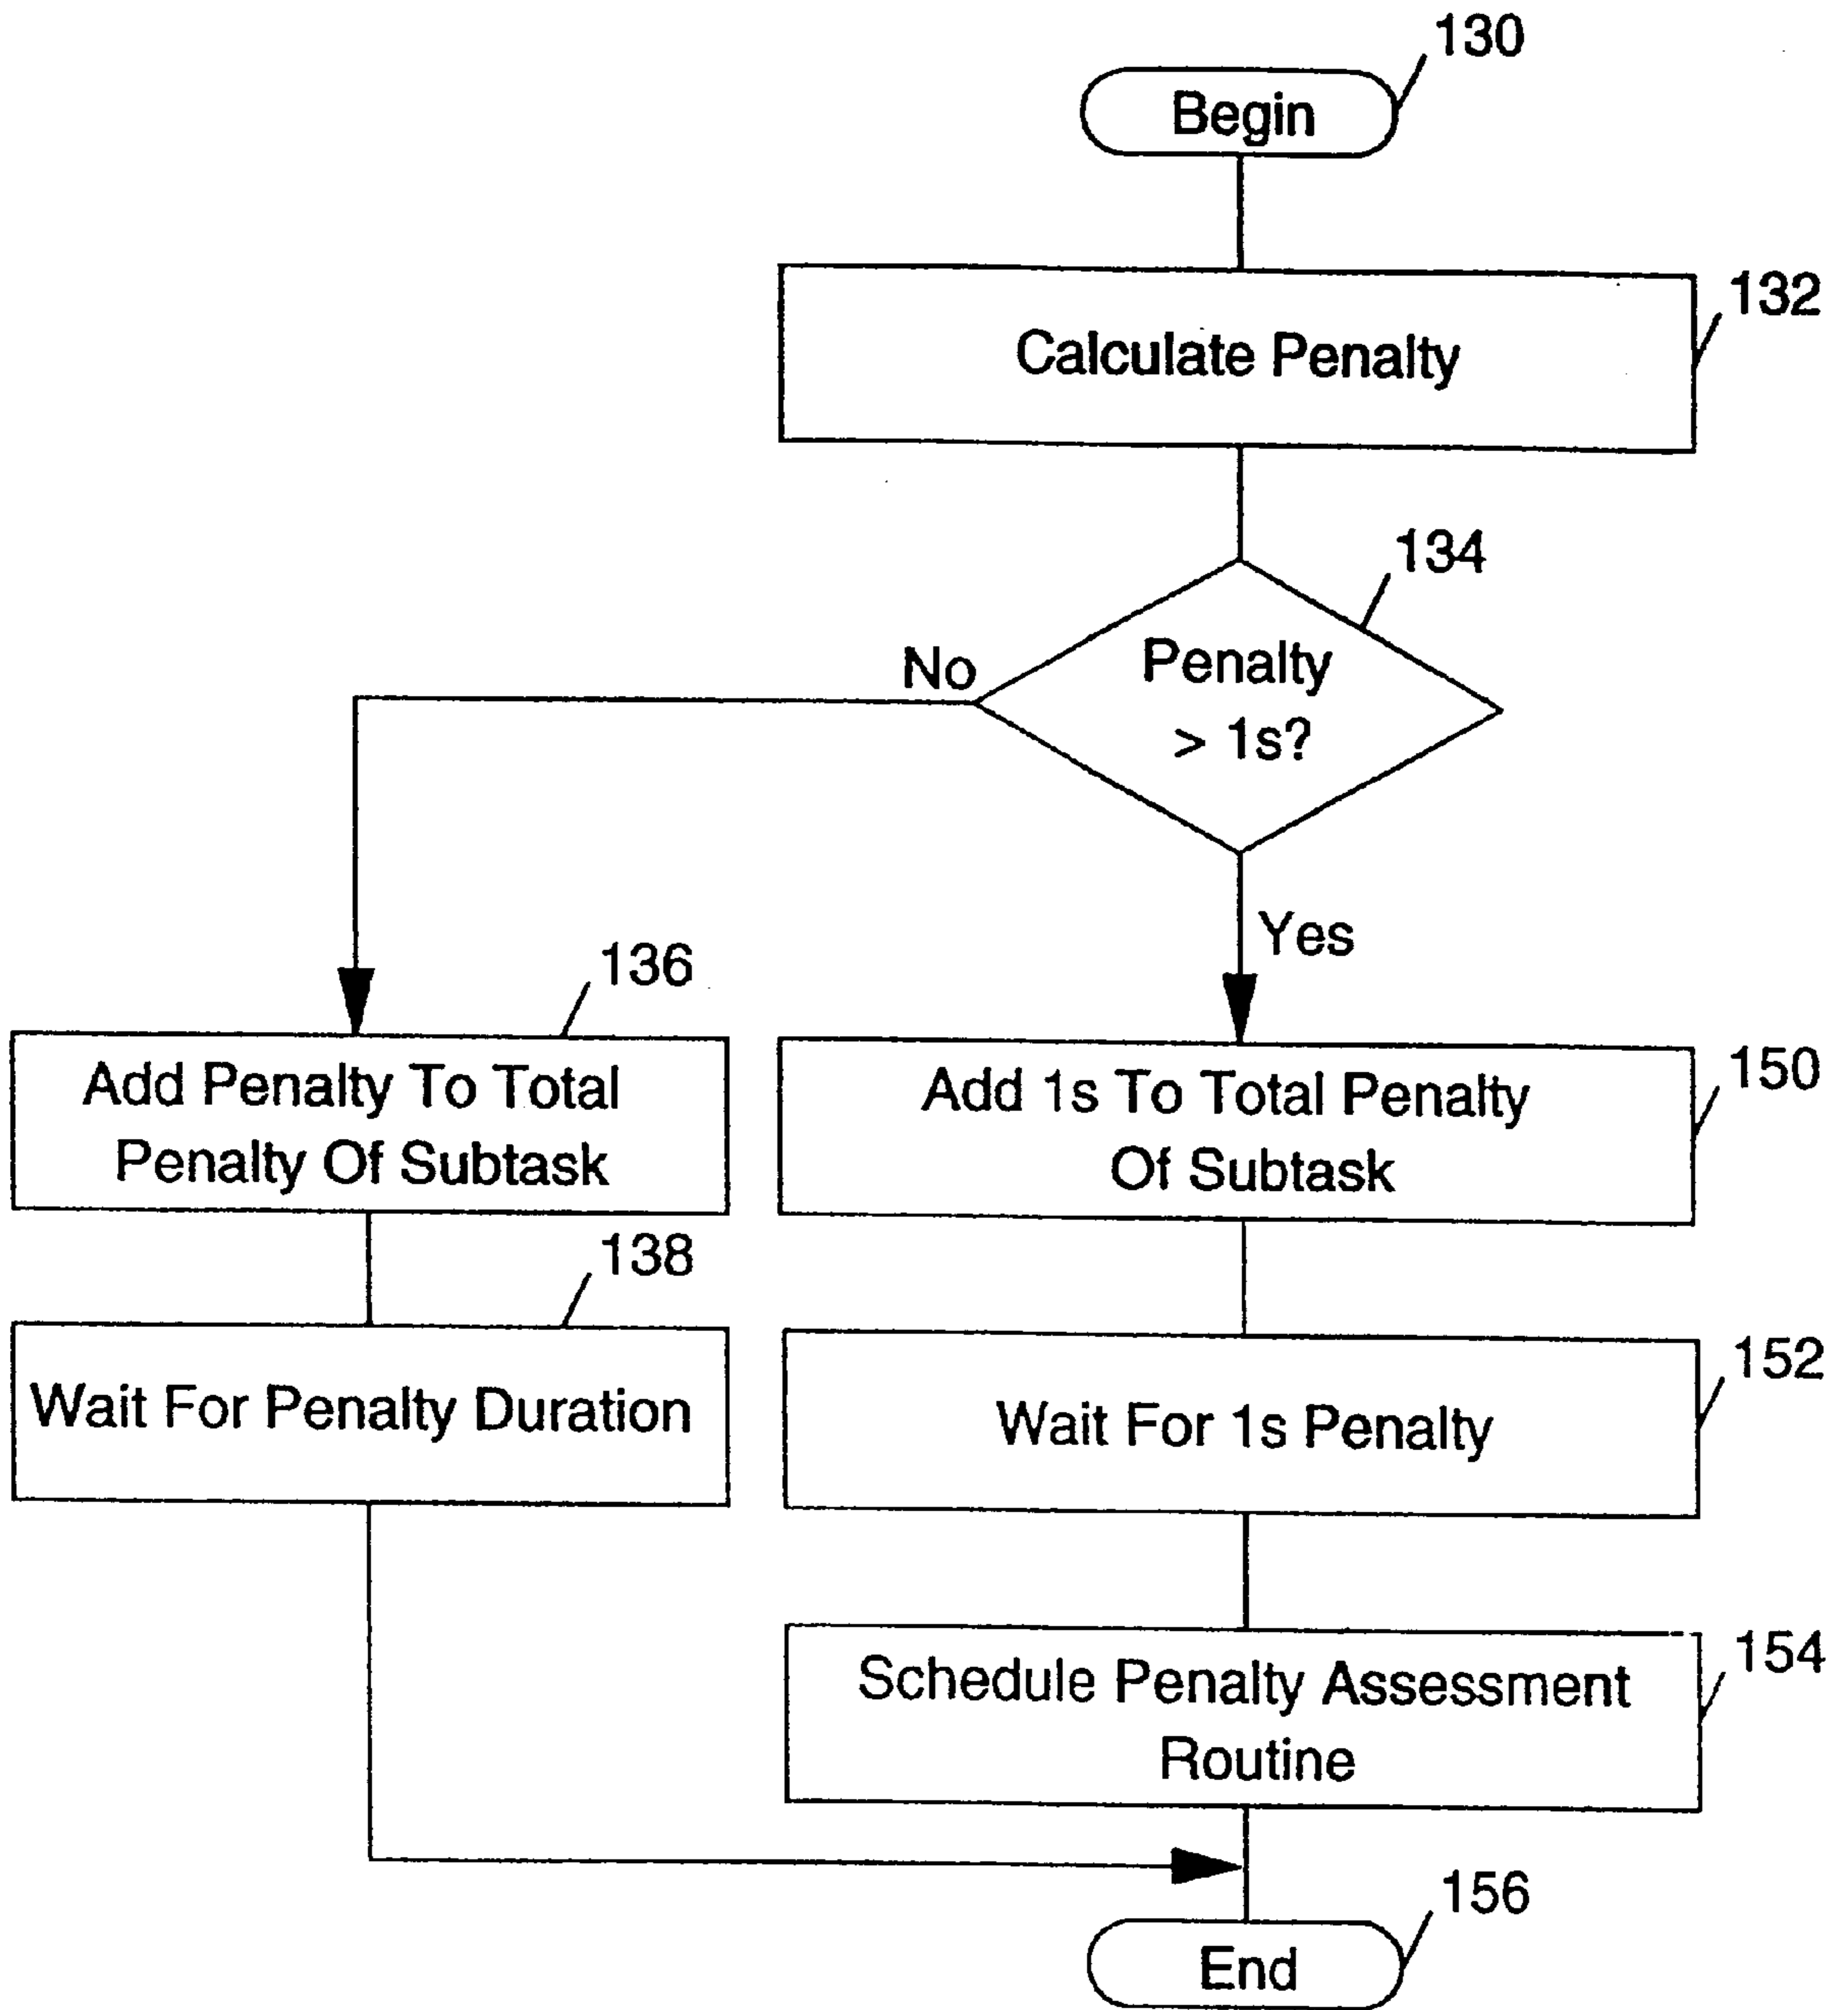 130
Begin
132
Calculate Penalty
134
Penalty
> 1s?
No
Yes
136
Add Penalty To Total
Penalty Of Subtask
150
Add 1s To Total Penalty
Of Subtask
138
Wait For Penalty Duration
152
Wait For 1s Penalty
154
Schedule Penalty Assessment
Routine
156
End